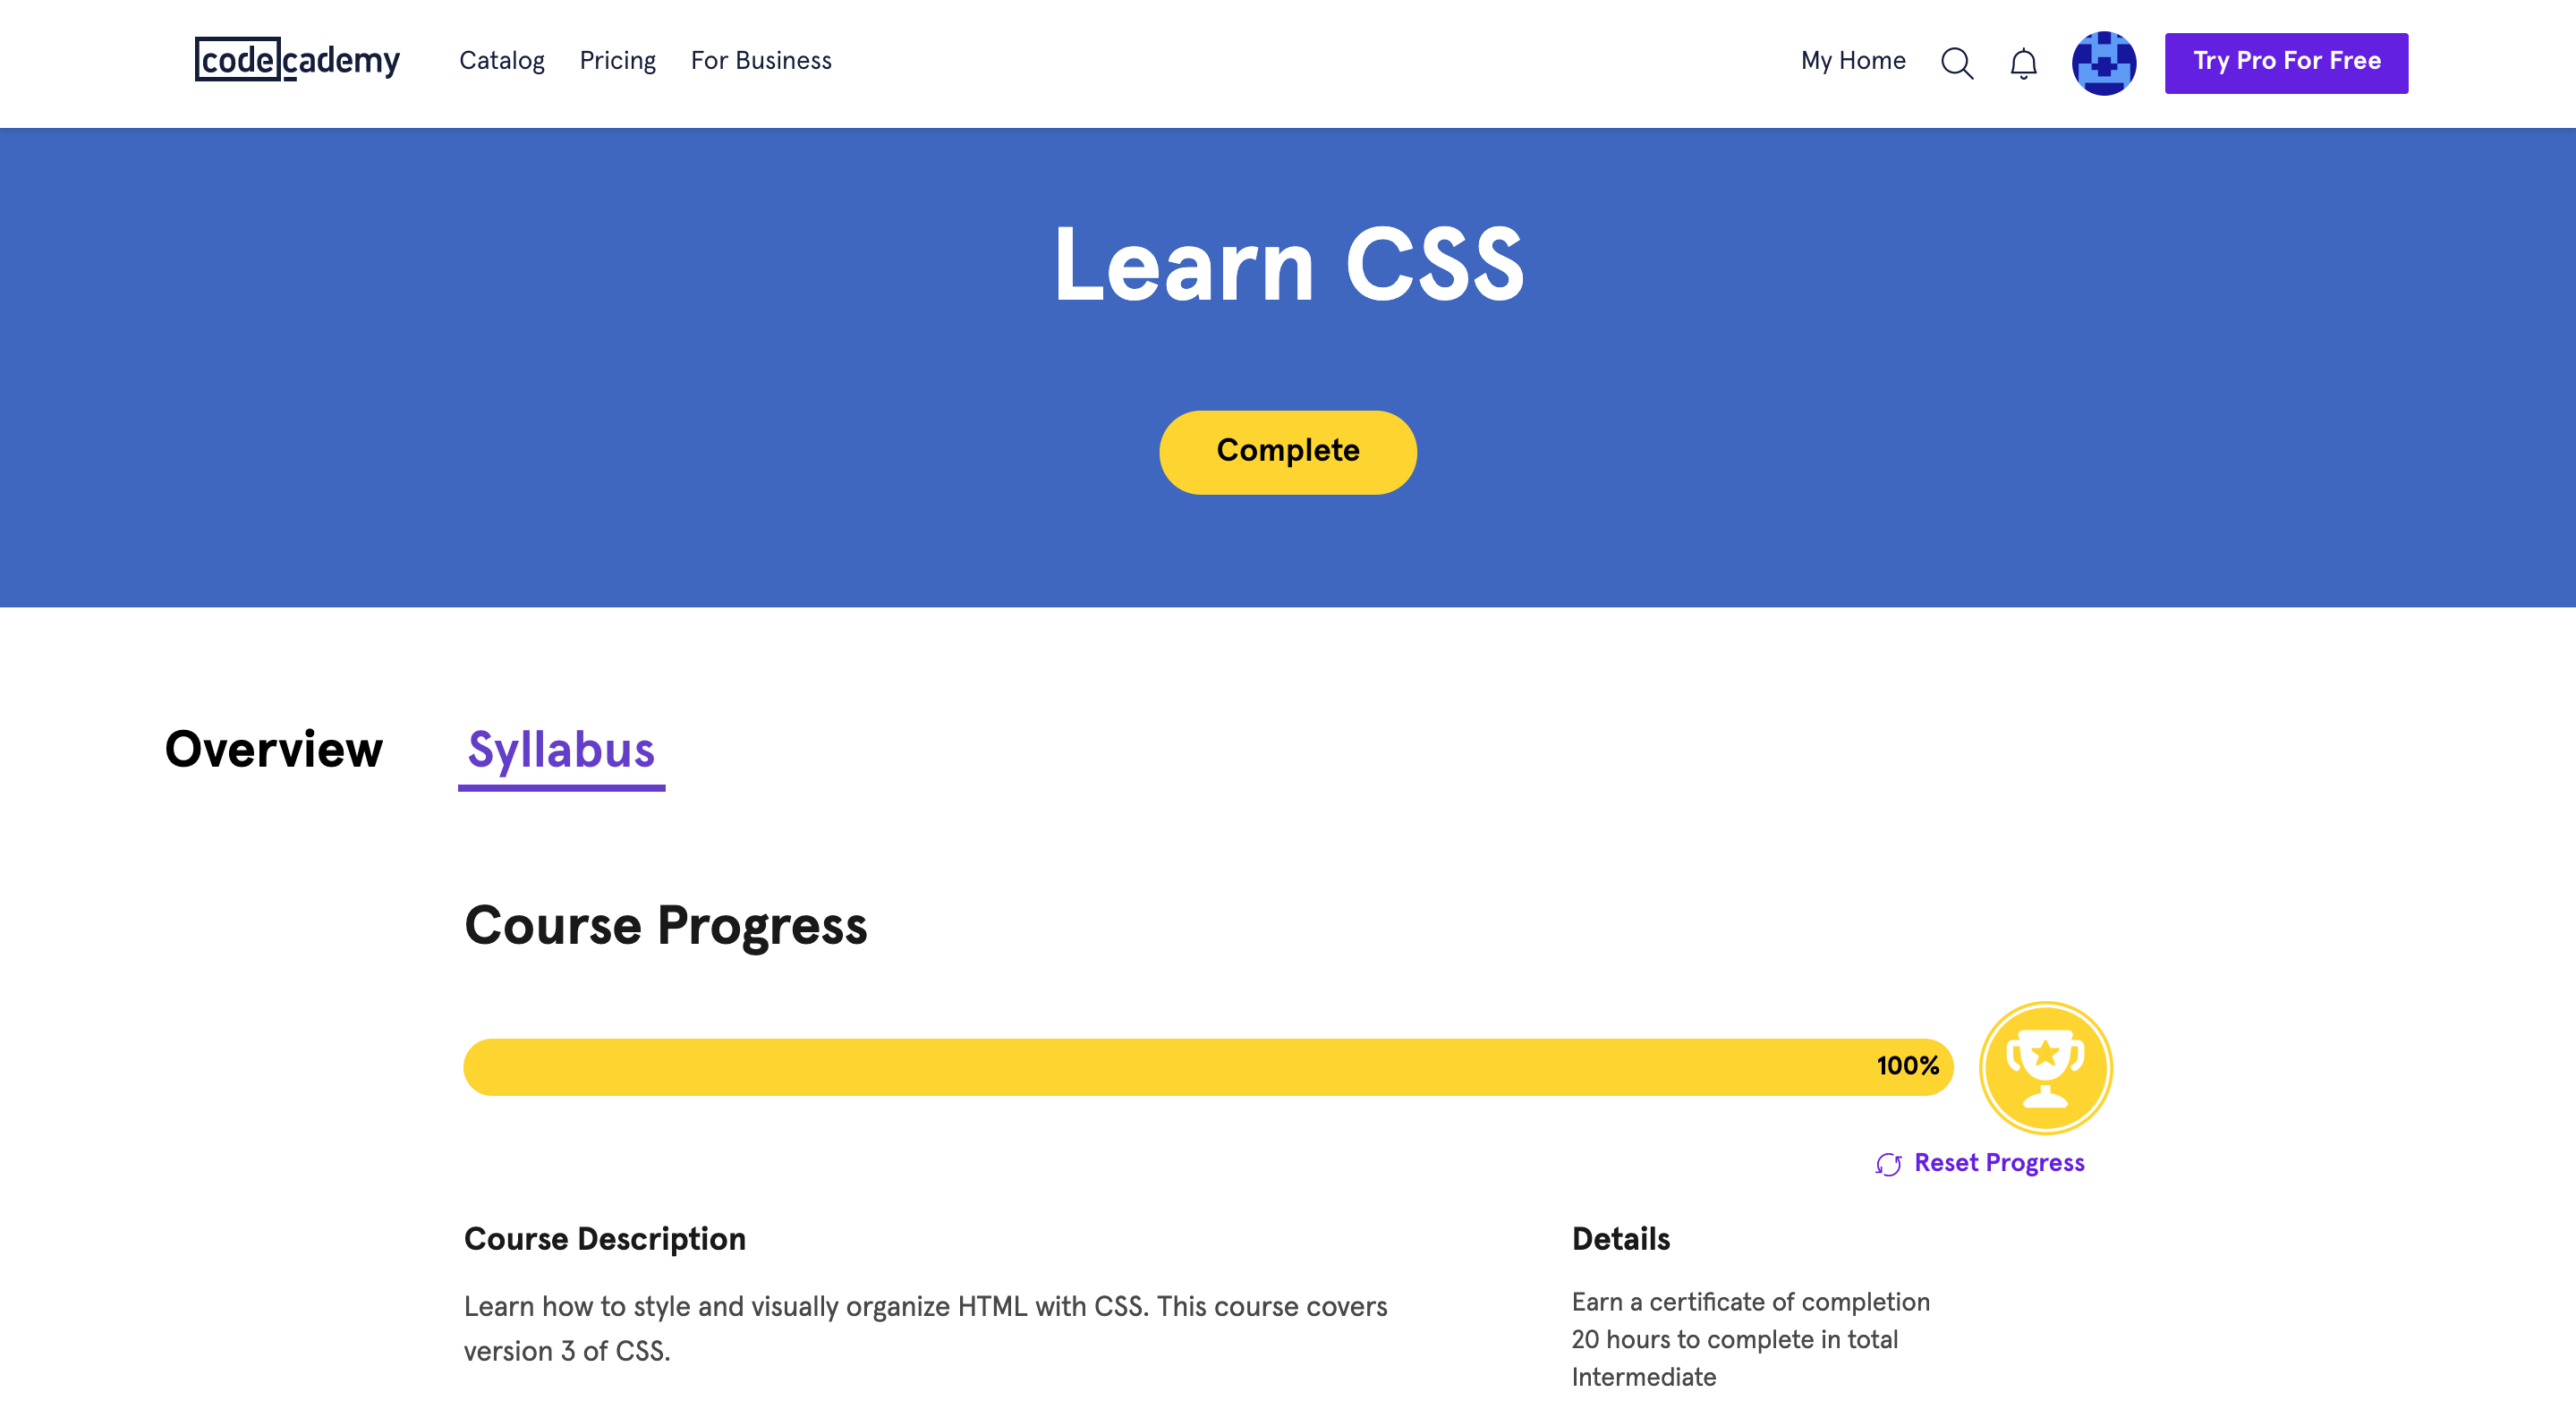 codecademy Catalog Pricing For Business My Home Try Pro For Free
Learn CSS
Complete
Overview Syllabus
Course Progress
100%
Reset Progress
Course Description
Learn how to style and visually organize HTML with CSS. This course covers
version 3 of CSS.
Details
Earn a certificate of completion
20 hours to complete in total
Intermediate